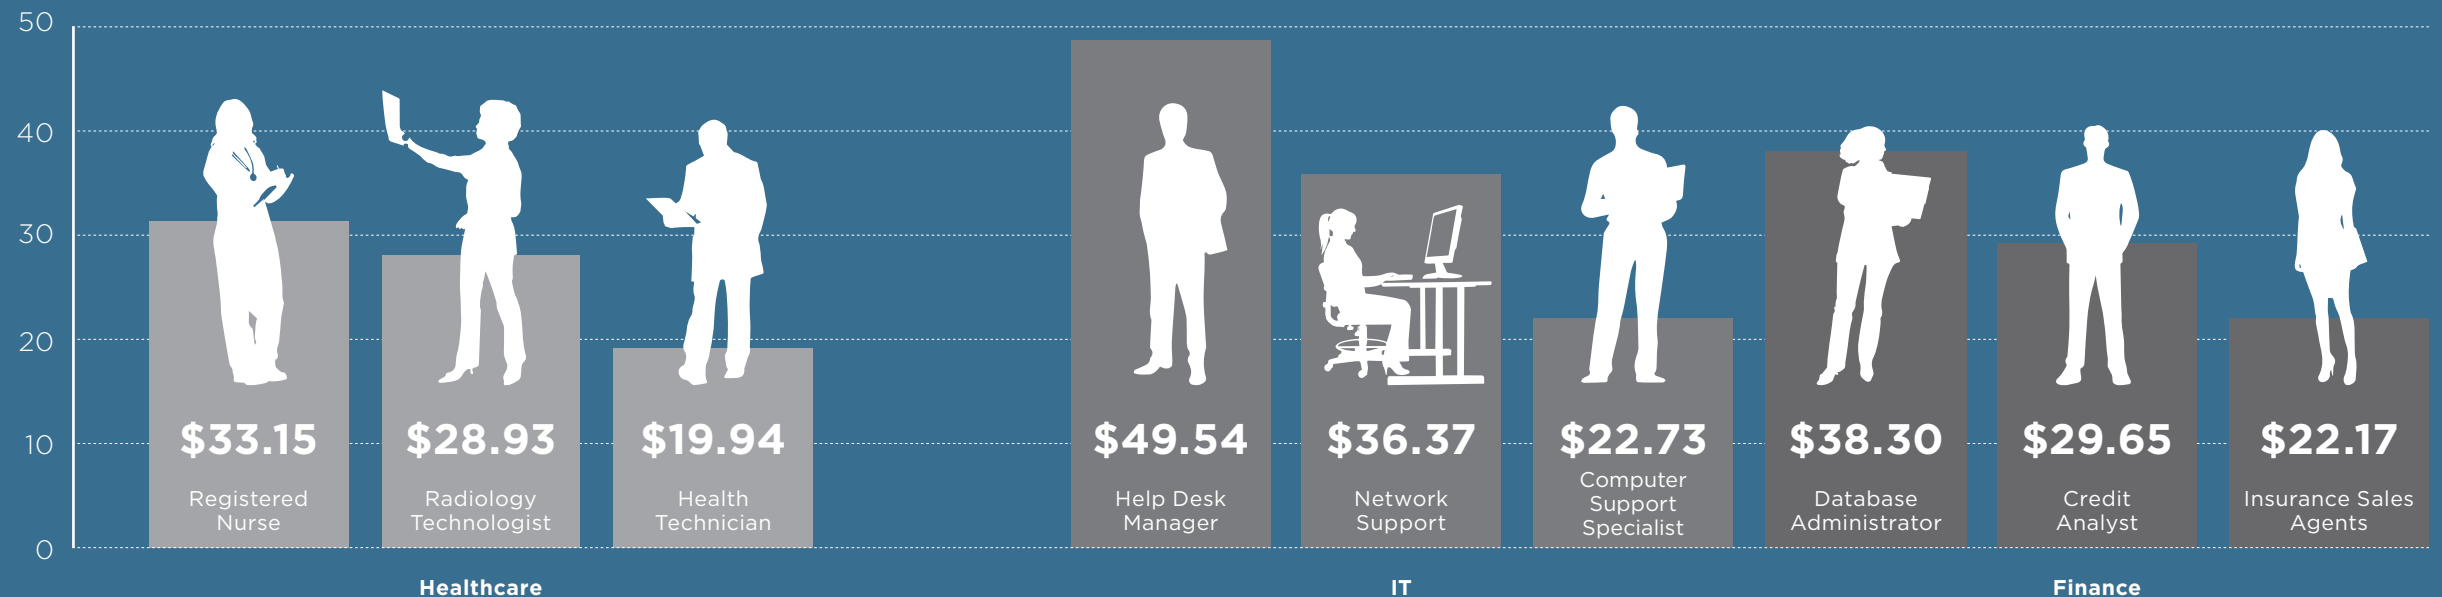 50
40
30
20
10
0
$33.15
Registered
Nurse
$28.93
Radiology
Technologist
$19.94
Health
Technician
$49.54
Help Desk
Manager
$36.37
Network
Support
$22.73
Computer
Support
Specialist
$38.30
Database
Administrator
$29.65
Credit
Analyst
$22.17
Insurance Sales
Agents
Healthcare
IT
Finance